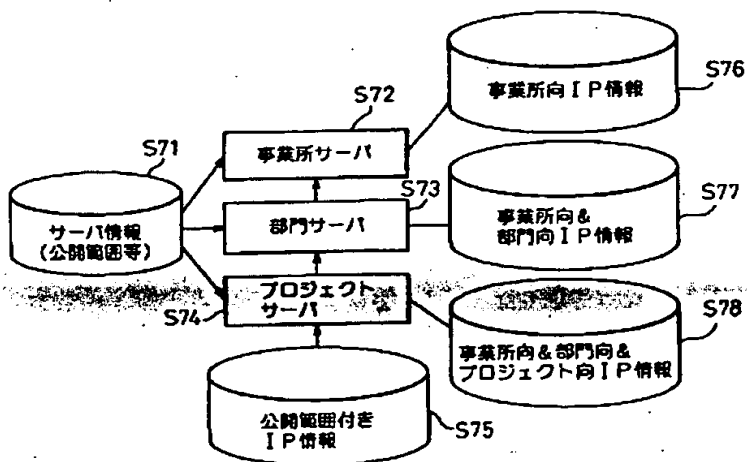 S76
事業所向IP情報
S72
事業所サーバ
S71
サーバ情報
(公開範囲等)
S73
部門サーバ
S77
事業所向&
部門向IP情報
S74
プロジェクト
サーバ
S78
事業所向&部門向&
プロジェクト向IP情報
公開範囲付き
IP情報
S75